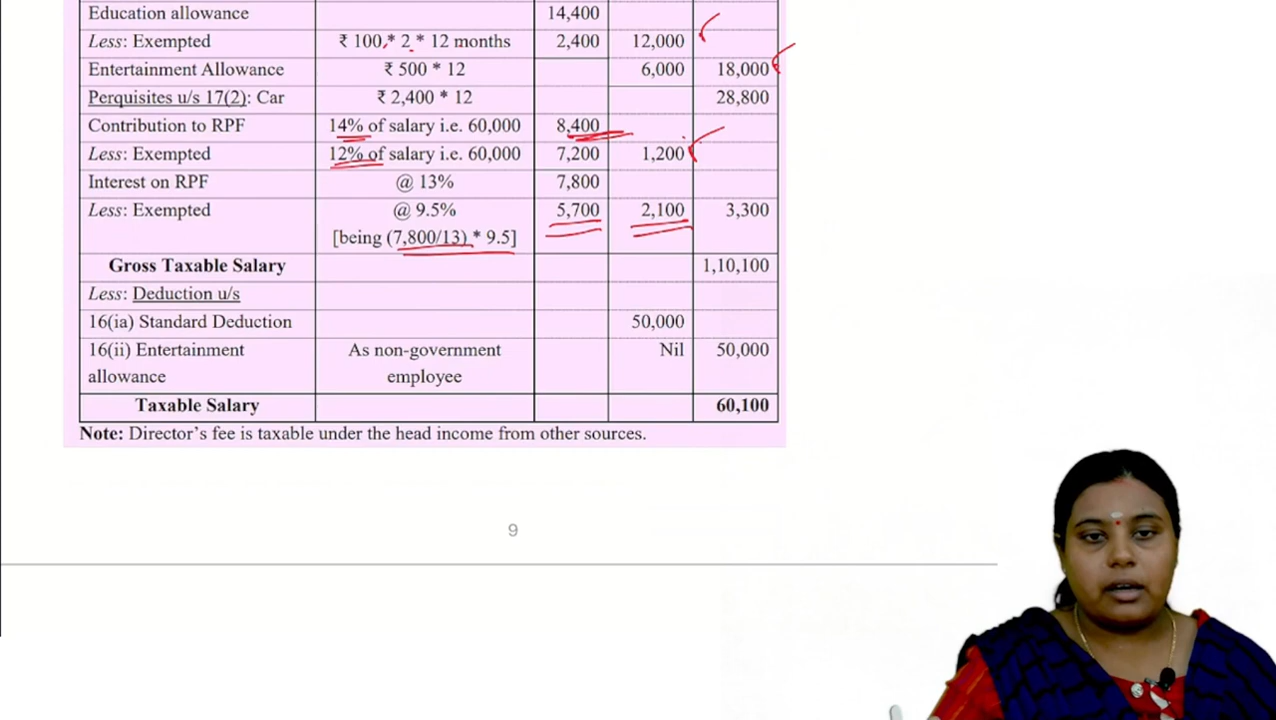 Education allowance 14,400
Less: Exempted ₹ 100 * 2 * 12 months 2,400 12,000
Entertainment Allowance ₹ 500 * 12 6,000 18,000
Perquisites u/s 17(2): Car ₹ 2,400 * 12 28,800
Contribution to RPF 14% of salary i.e. 60,000 8,400
Less: Exempted 12% of salary i.e. 60,000 7,200 1,200
Interest on RPF @ 13% 7,800
Less: Exempted @ 9.5% 5,700 2,100 3,300
[being (7,800/13) * 9.5]
Gross Taxable Salary 1,10,100
Less: Deduction u/s
16(ia) Standard Deduction 50,000
16(ii) Entertainment As non-government Nil 50,000
allowance employee
Taxable Salary 60,100
Note: Director's fee is taxable under the head income from other sources.
9